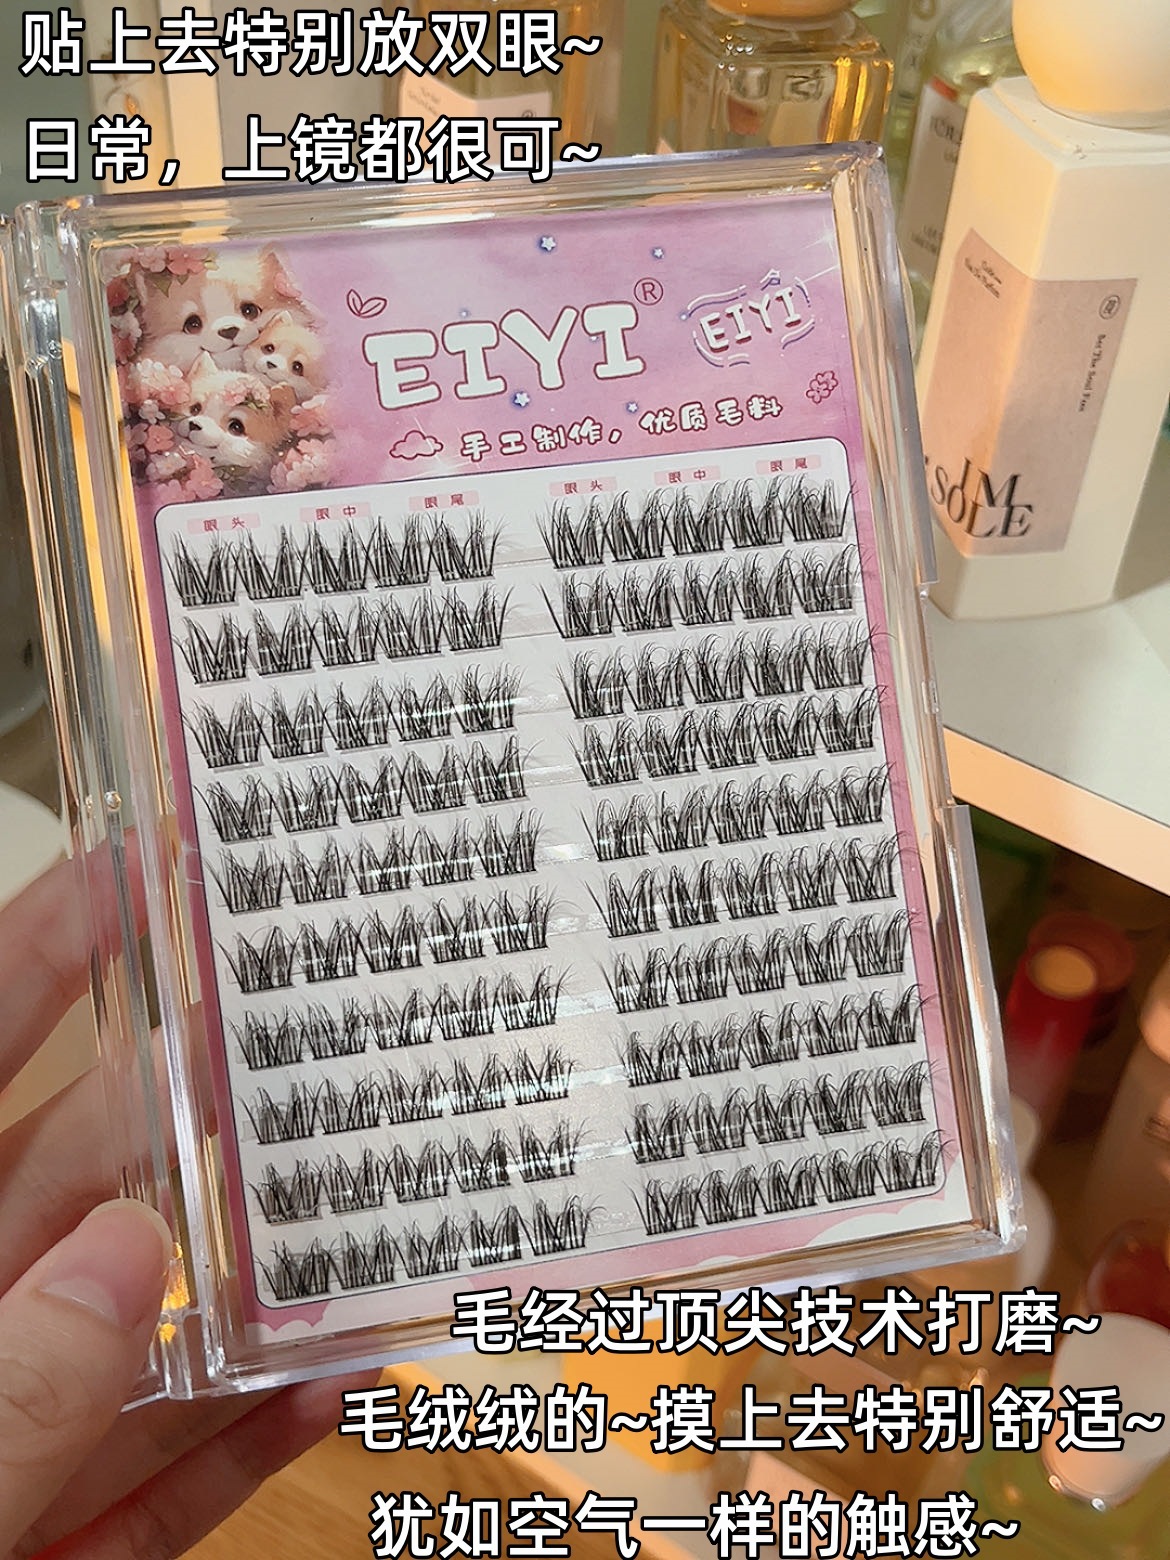 贴上去特别放双眼~
日常，上镜都很可~
EIYI®
EIYI
手工制作，优质毛料
眼头 眼中 眼尾
眼头 眼中 眼尾
I'M
SOLE
毛经过顶尖技术打磨~
毛绒绒的~摸上去特别舒适~
犹如空气一样的触感~